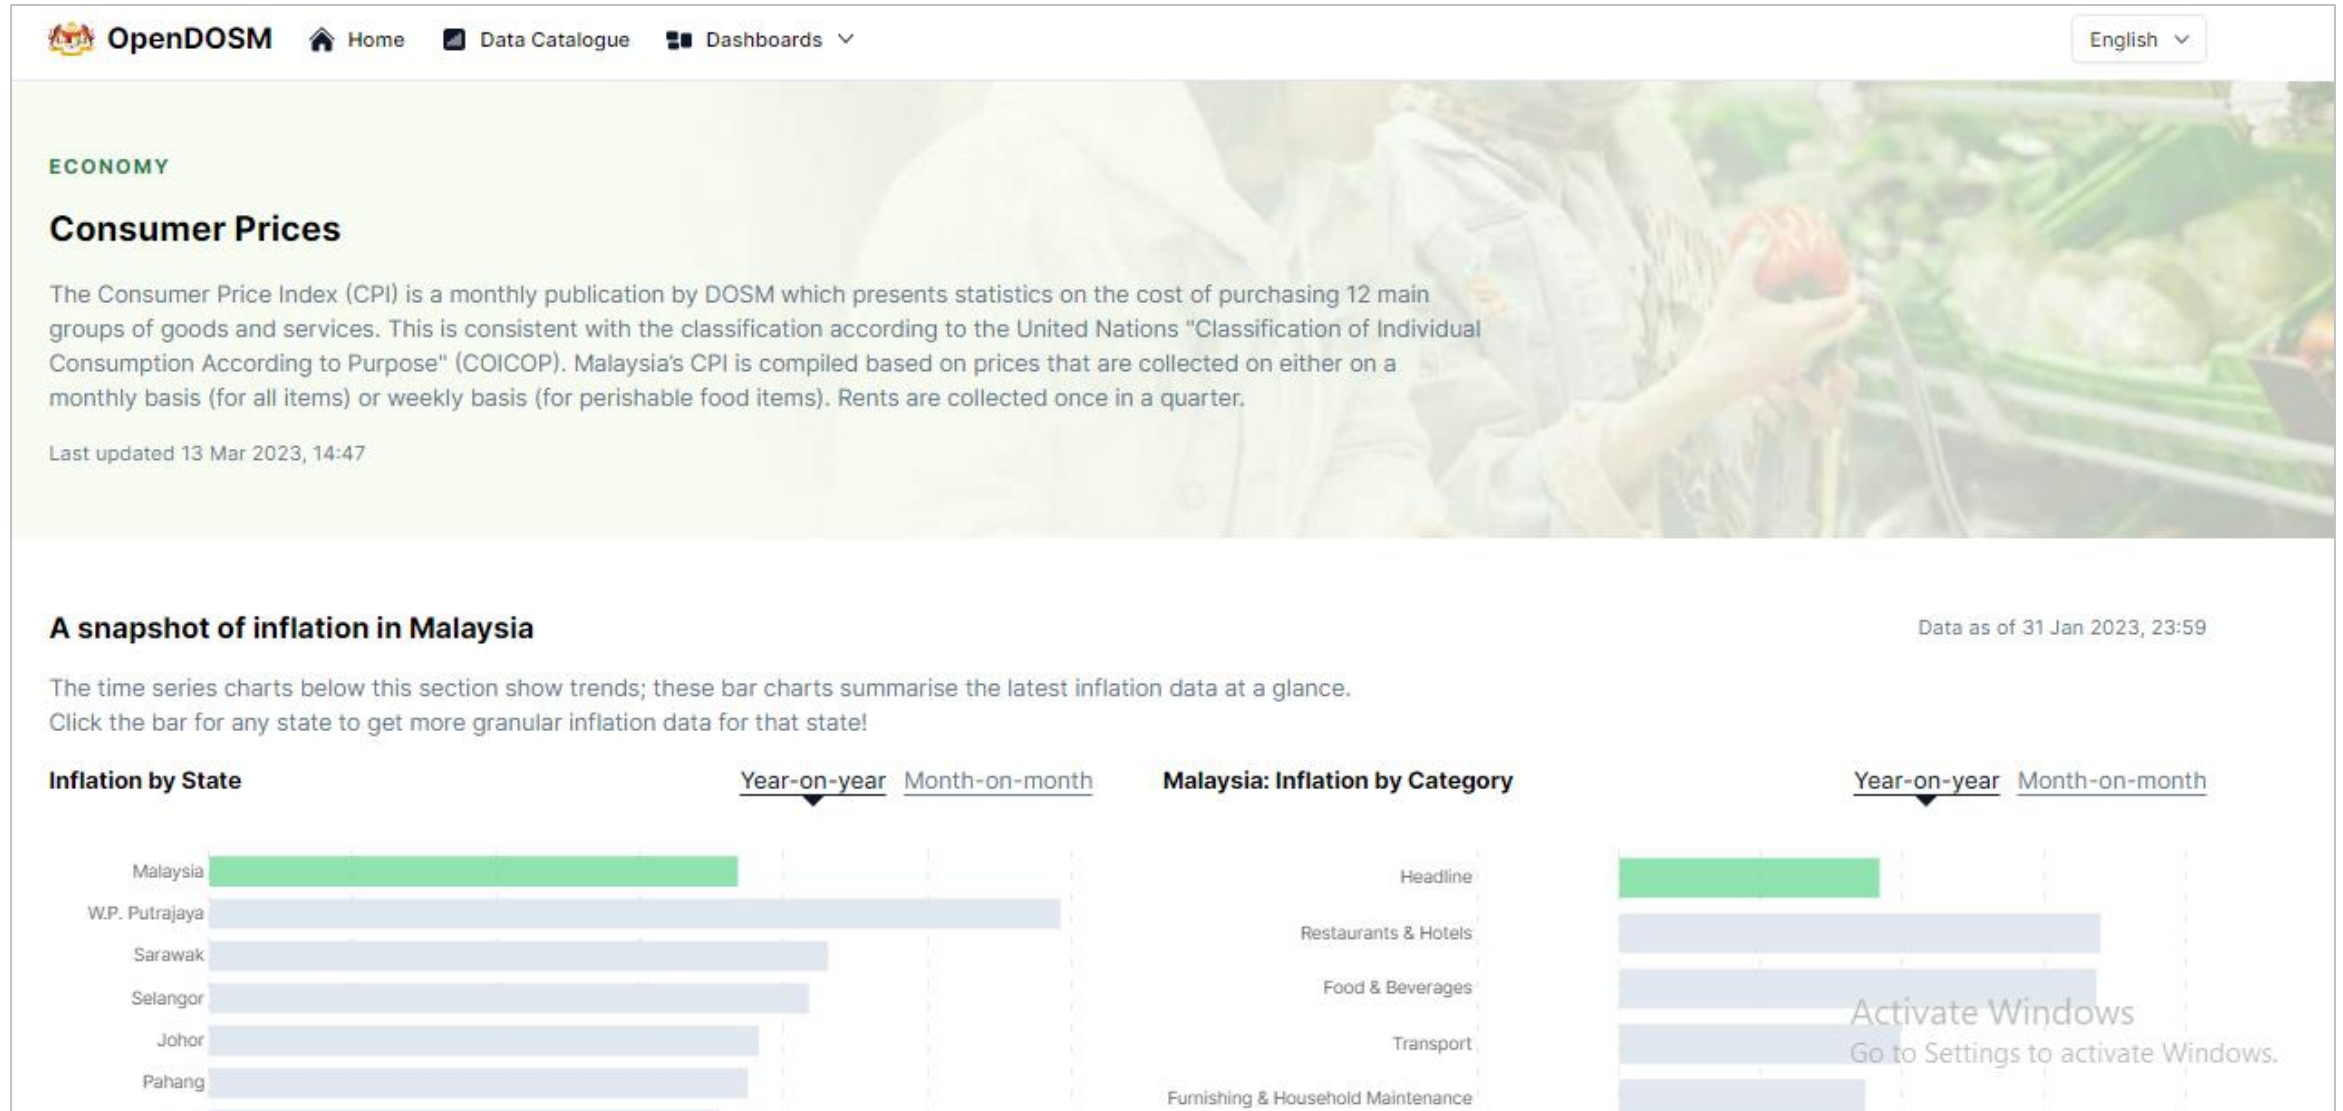 OpenDOSM Home Data Catalogue Dashboards English
ECONOMY
Consumer Prices
The Consumer Price Index (CPI) is a monthly publication by DOSM which presents statistics on the cost of purchasing 12 main
groups of goods and services. This is consistent with the classification according to the United Nations "Classification of Individual
Consumption According to Purpose" (COICOP). Malaysia's CPI is compiled based on prices that are collected on either on a
monthly basis (for all items) or weekly basis (for perishable food items). Rents are collected once in a quarter.
Last updated 13 Mar 2023, 14:47
A snapshot of inflation in Malaysia
Data as of 31 Jan 2023, 23:59
The time series charts below this section show trends; these bar charts summarise the latest inflation data at a glance.
Click the bar for any state to get more granular inflation data for that state!
Inflation by State Year-on-year Month-on-month
Malaysia
W.P. Putrajaya
Sarawak
Selangor
Johor
Pahang
Malaysia: Inflation by Category Year-on-year Month-on-month
Headline
Restaurants & Hotels
Food & Beverages
Transport
Furnishing & Household Maintenance
Activate Windows
Go to Settings to activate Windows.